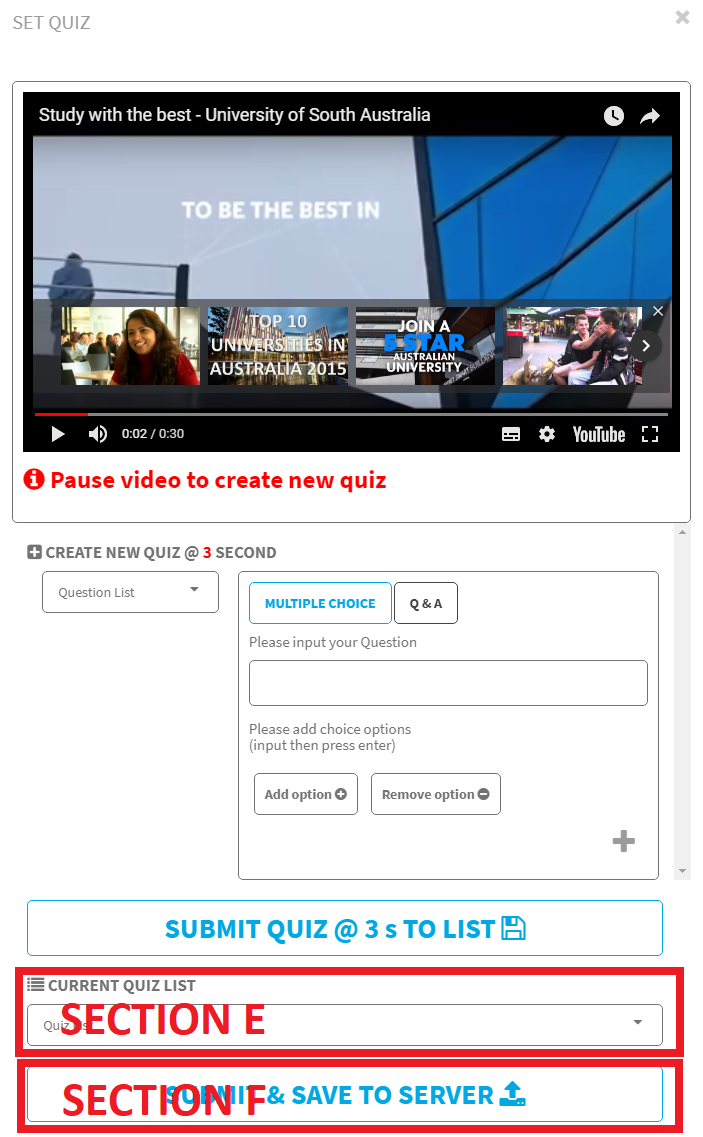 SET QUIZ
Study with the best - University of South Australia
TO BE THE BEST IN
TOP 10
UNIVERSITIES IN
AUSTRALIA 2015
JOIN A
5 STAR
AUSTRALIAN
UNIVERSITY
0:02 / 0:30
YouTube
Pause video to create new quiz
CREATE NEW QUIZ @ 3 SECOND
Question List
MULTIPLE CHOICE
Q & A
Please input your Question
Please add choice options
(input then press enter)
Add option
Remove option
SUBMIT QUIZ @ 3 s TO LIST
CURRENT QUIZ LIST
SECTION E
SECTION F
& SAVE TO SERVER